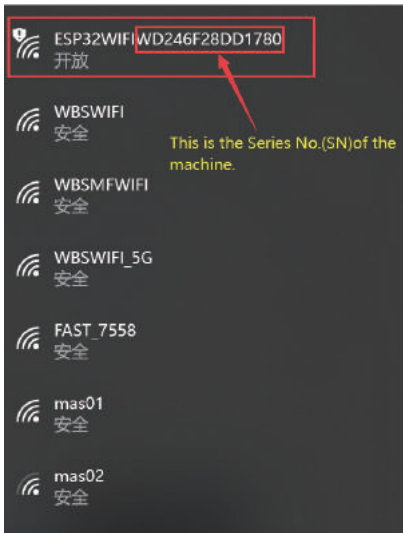 ESP32WIFIWD246F28DD1780
开放
WBSWIFI
安全
This is the Series No.(SN)of the
machine.
WBSMFWIFI
安全
WBSWIFI_5G
安全
FAST_7558
安全
mas01
安全
mas02
安全